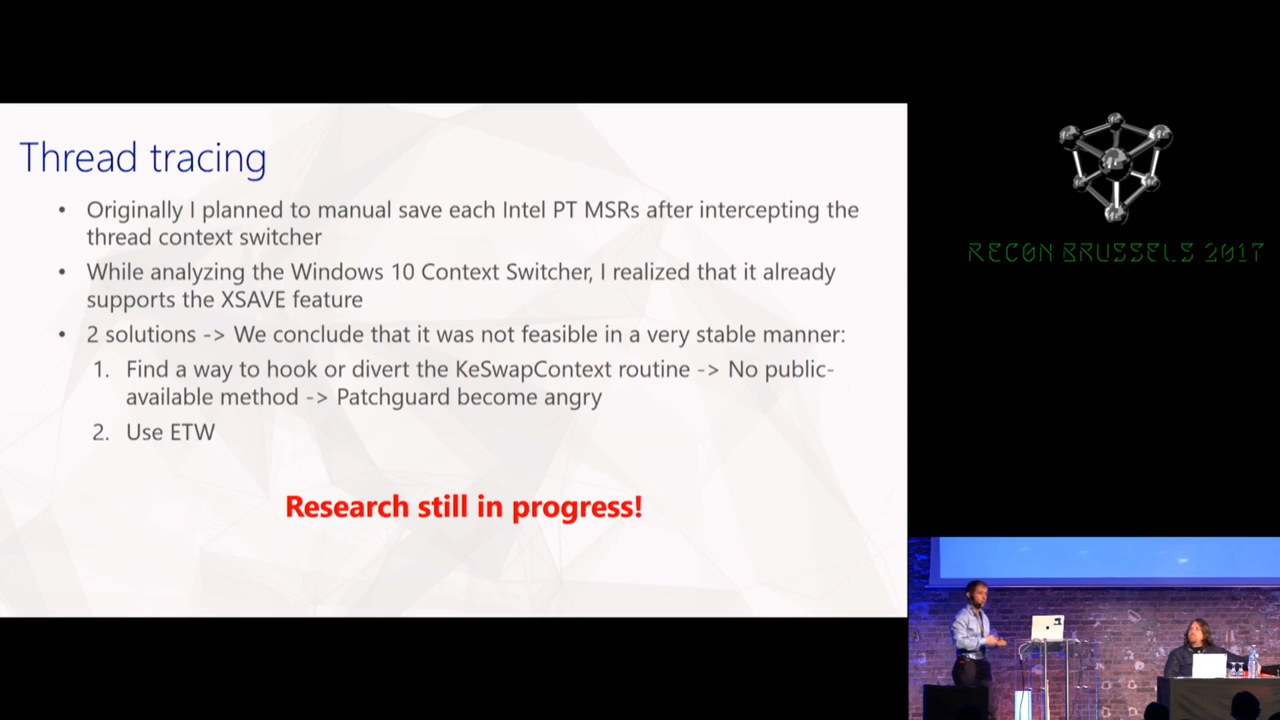 Thread tracing
• Originally I planned to manual save each Intel PT MSRs after intercepting the
thread context switcher
• While analyzing the Windows 10 Context Switcher, I realized that it already
supports the XSAVE feature
• 2 solutions -> We conclude that it was not feasible in a very stable manner:
1. Find a way to hook or divert the KeSwapContext routine -> No public-
available method -> Patchguard become angry
2. Use ETW
Research still in progress!
RECON BRUSSELS 2017